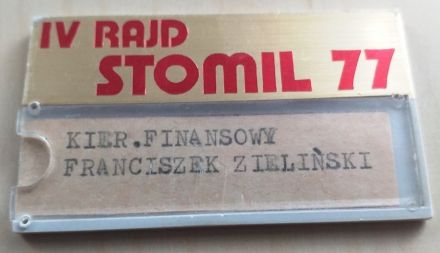 IV RAJD
STOMIL 77
KIER.FINANSOWY
FRANCISZEK ZIELIŃSKI